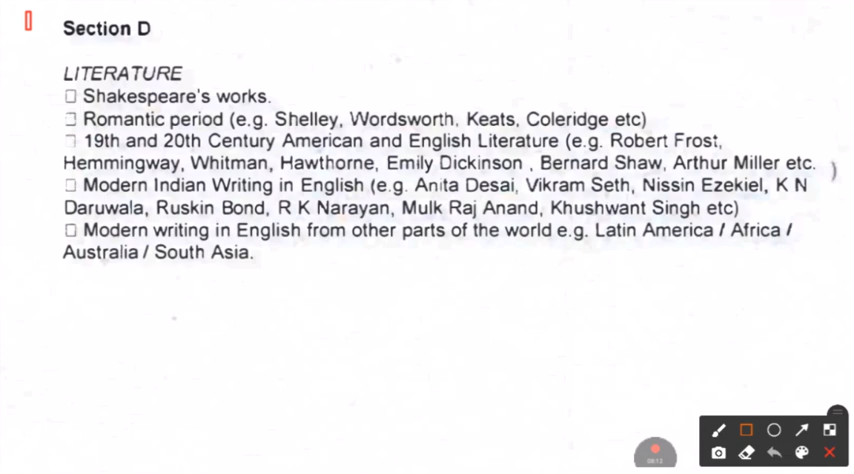 Section D
LITERATURE
□ Shakespeare's works.
□ Romantic period (e.g. Shelley, Wordsworth, Keats, Coleridge etc)
□ 19th and 20th Century American and English Literature (e.g. Robert Frost,
Hemmingway, Whitman, Hawthorne, Emily Dickinson , Bernard Shaw, Arthur Miller etc. )
□ Modern Indian Writing in English (e.g. Anita Desai, Vikram Seth, Nissin Ezekiel, K N
Daruwala, Ruskin Bond, R K Narayan, Mulk Raj Anand, Khushwant Singh etc)
□ Modern writing in English from other parts of the world e.g. Latin America / Africa /
Australia / South Asia.